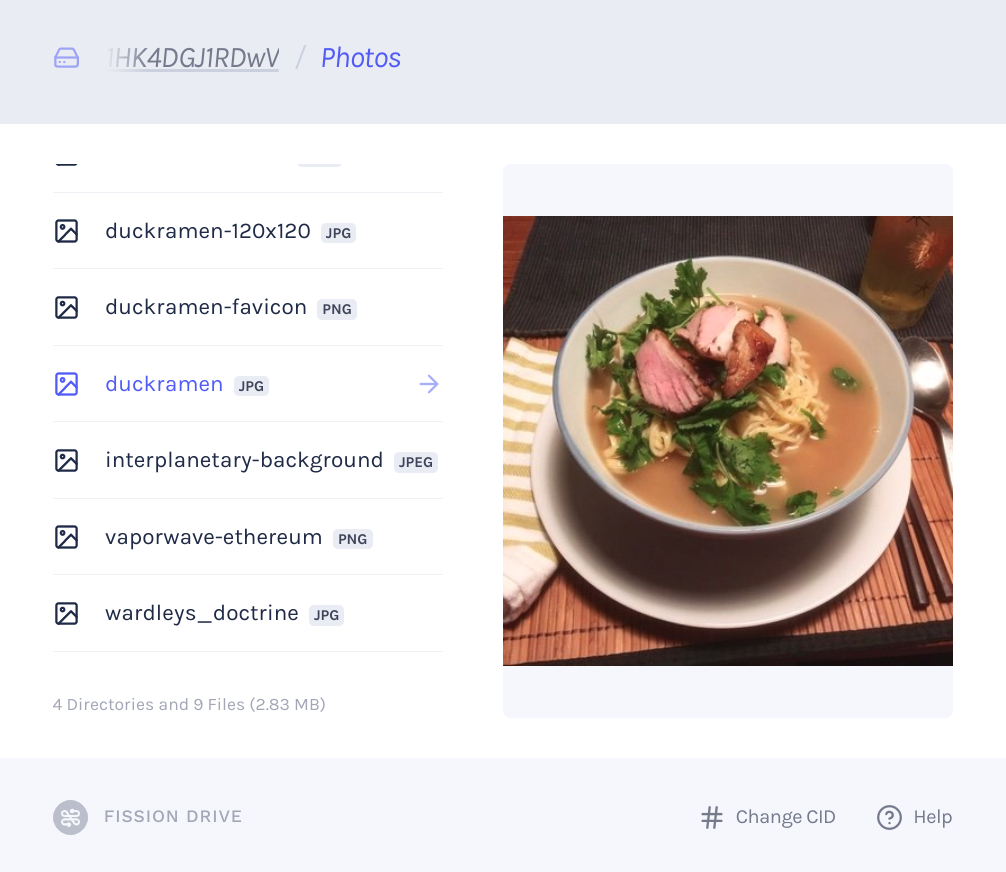 1HK4DGJ1RDwV / Photos
duckramen-120x120 JPG
duckramen-favicon PNG
duckramen JPG
interplanetary-background JPEG
vaporwave-ethereum PNG
wardleys_doctrine JPG
4 Directories and 9 Files (2.83 MB)
FISSION DRIVE
# Change CID
? Help